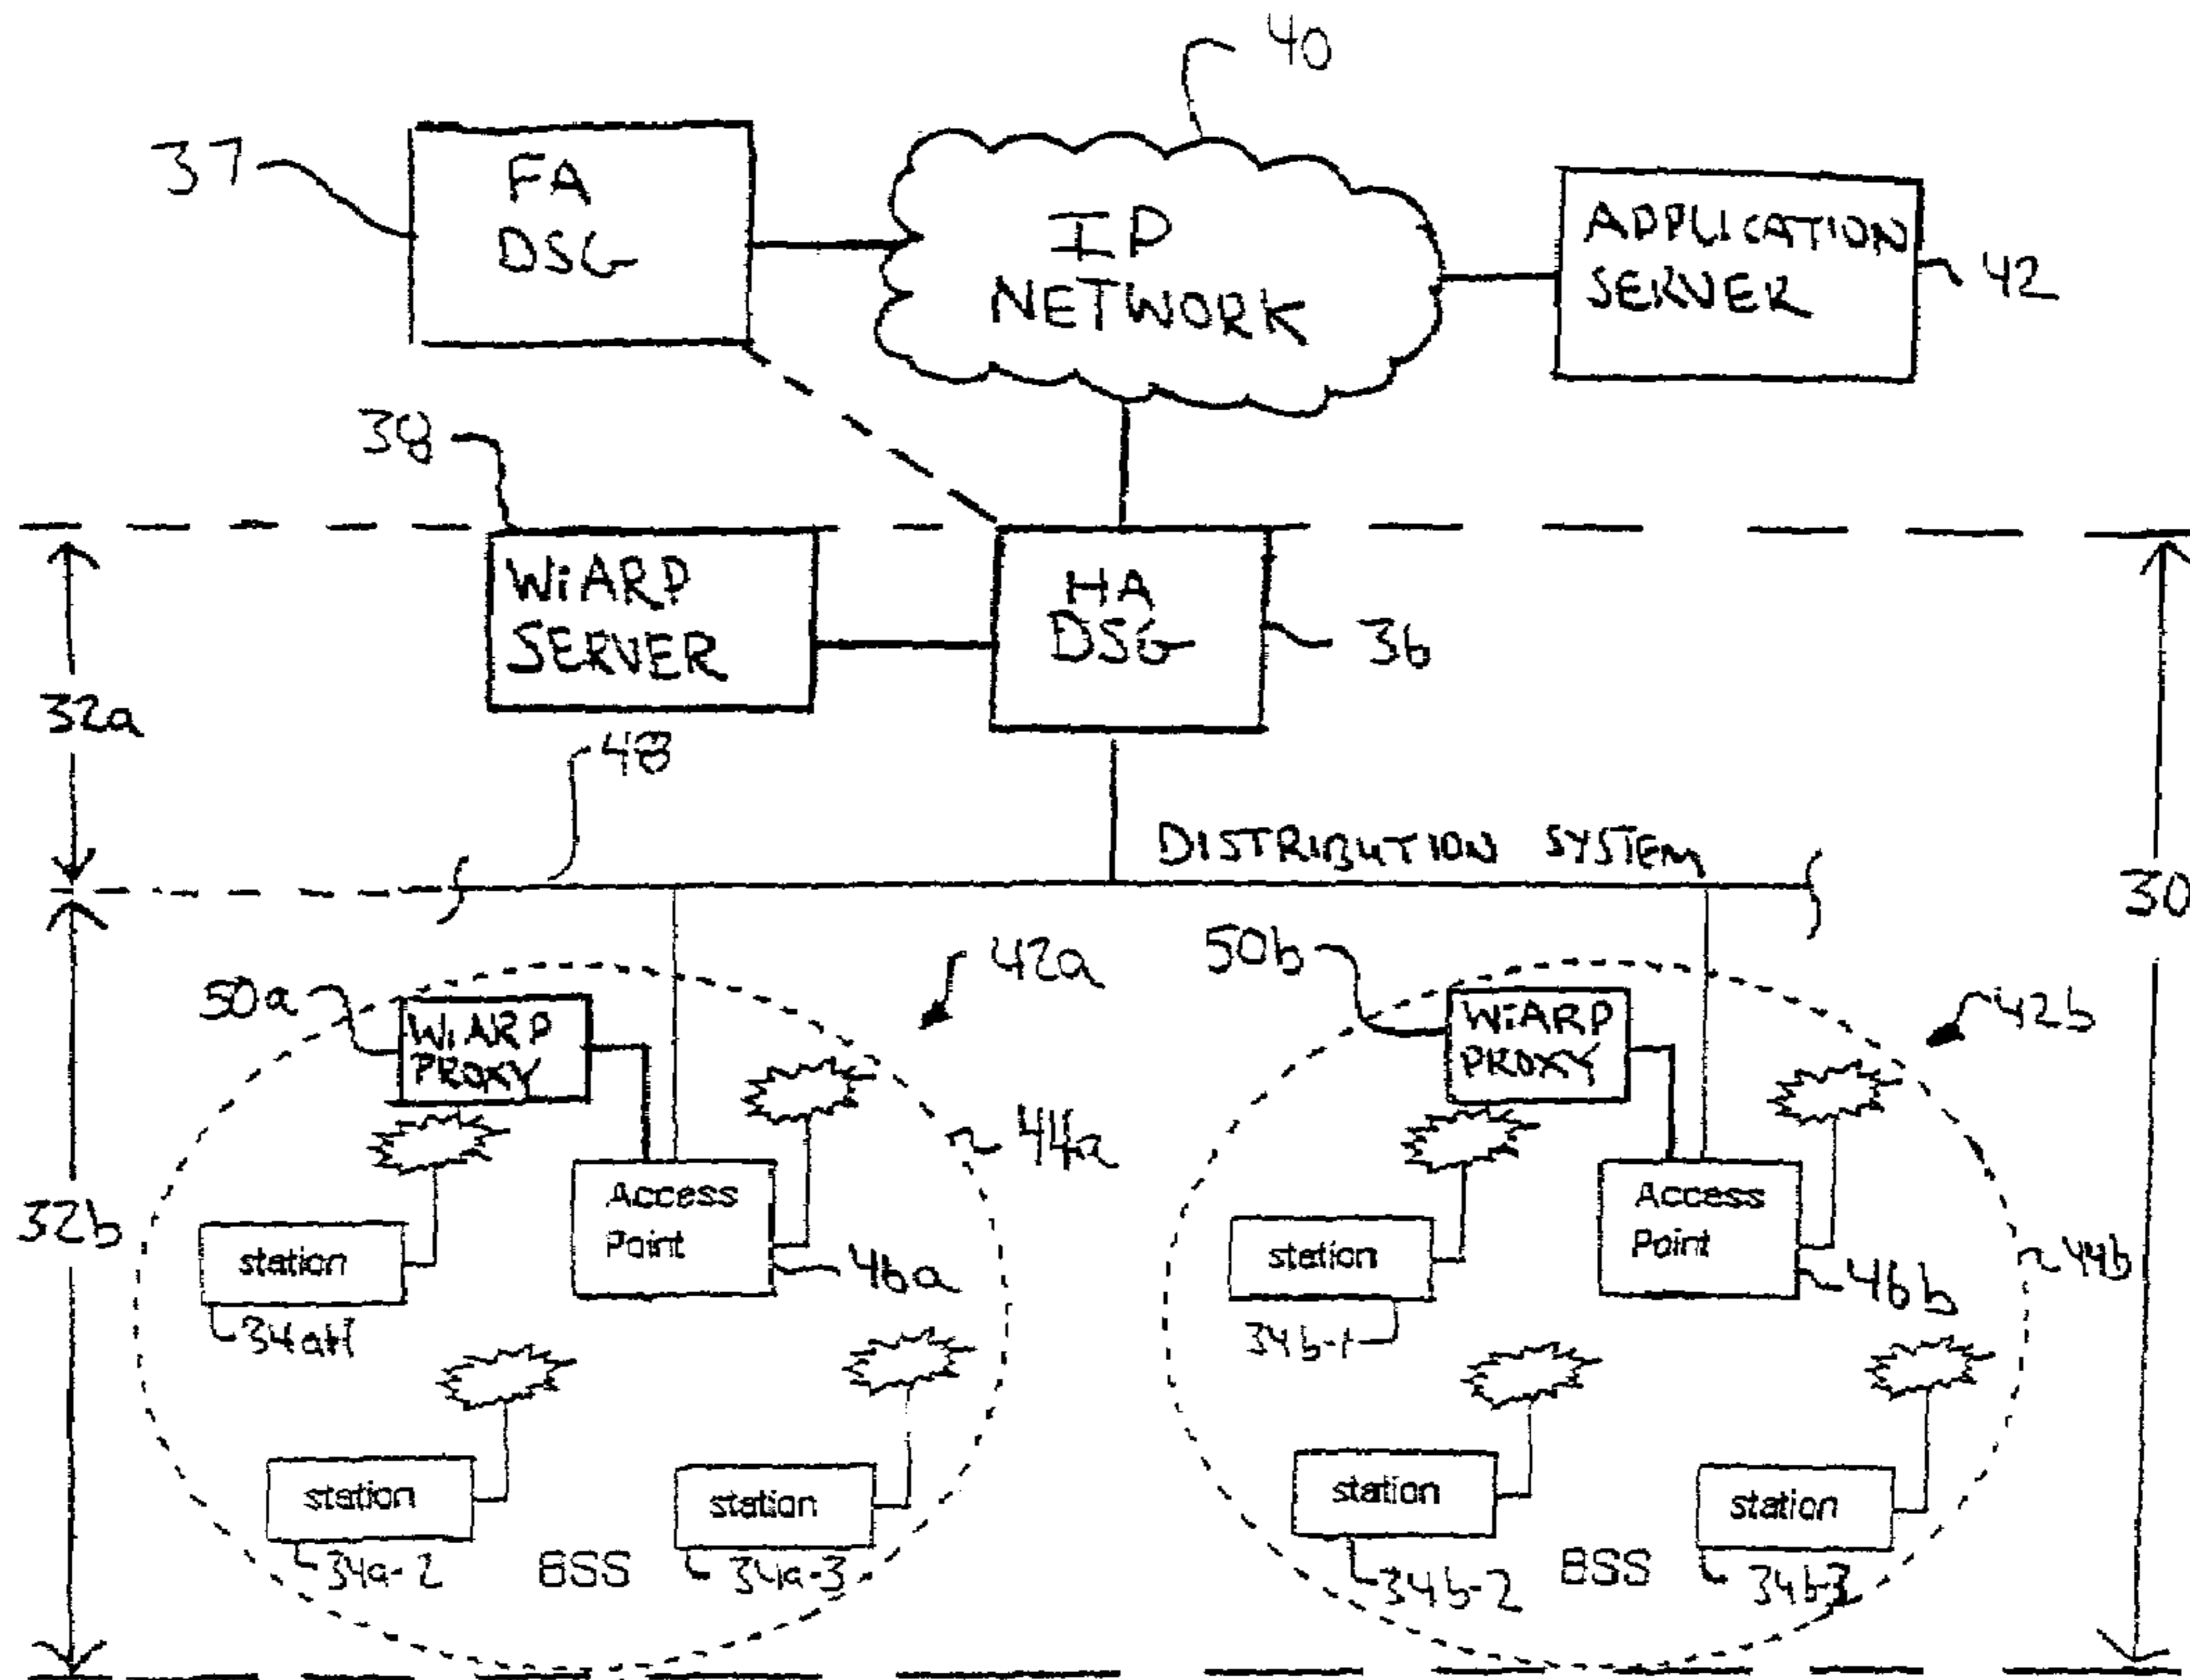 40
37
FA
DSG
IP
NETWORK
APPLICATION
SERVER
42
38
WiARP
SERVER
HA
DSG
36
32a
48
DISTRIBUTION SYSTEM
30
50a
WiARP
PROXY
42a
50b
WiARP
PROXY
42b
44a
Access
Point
46a
station
Access
Point
46b
44b
station
34b-1
32b
station
34a-2
station
34a-3
BSS
station
34b-2
station
34b-3
BSS